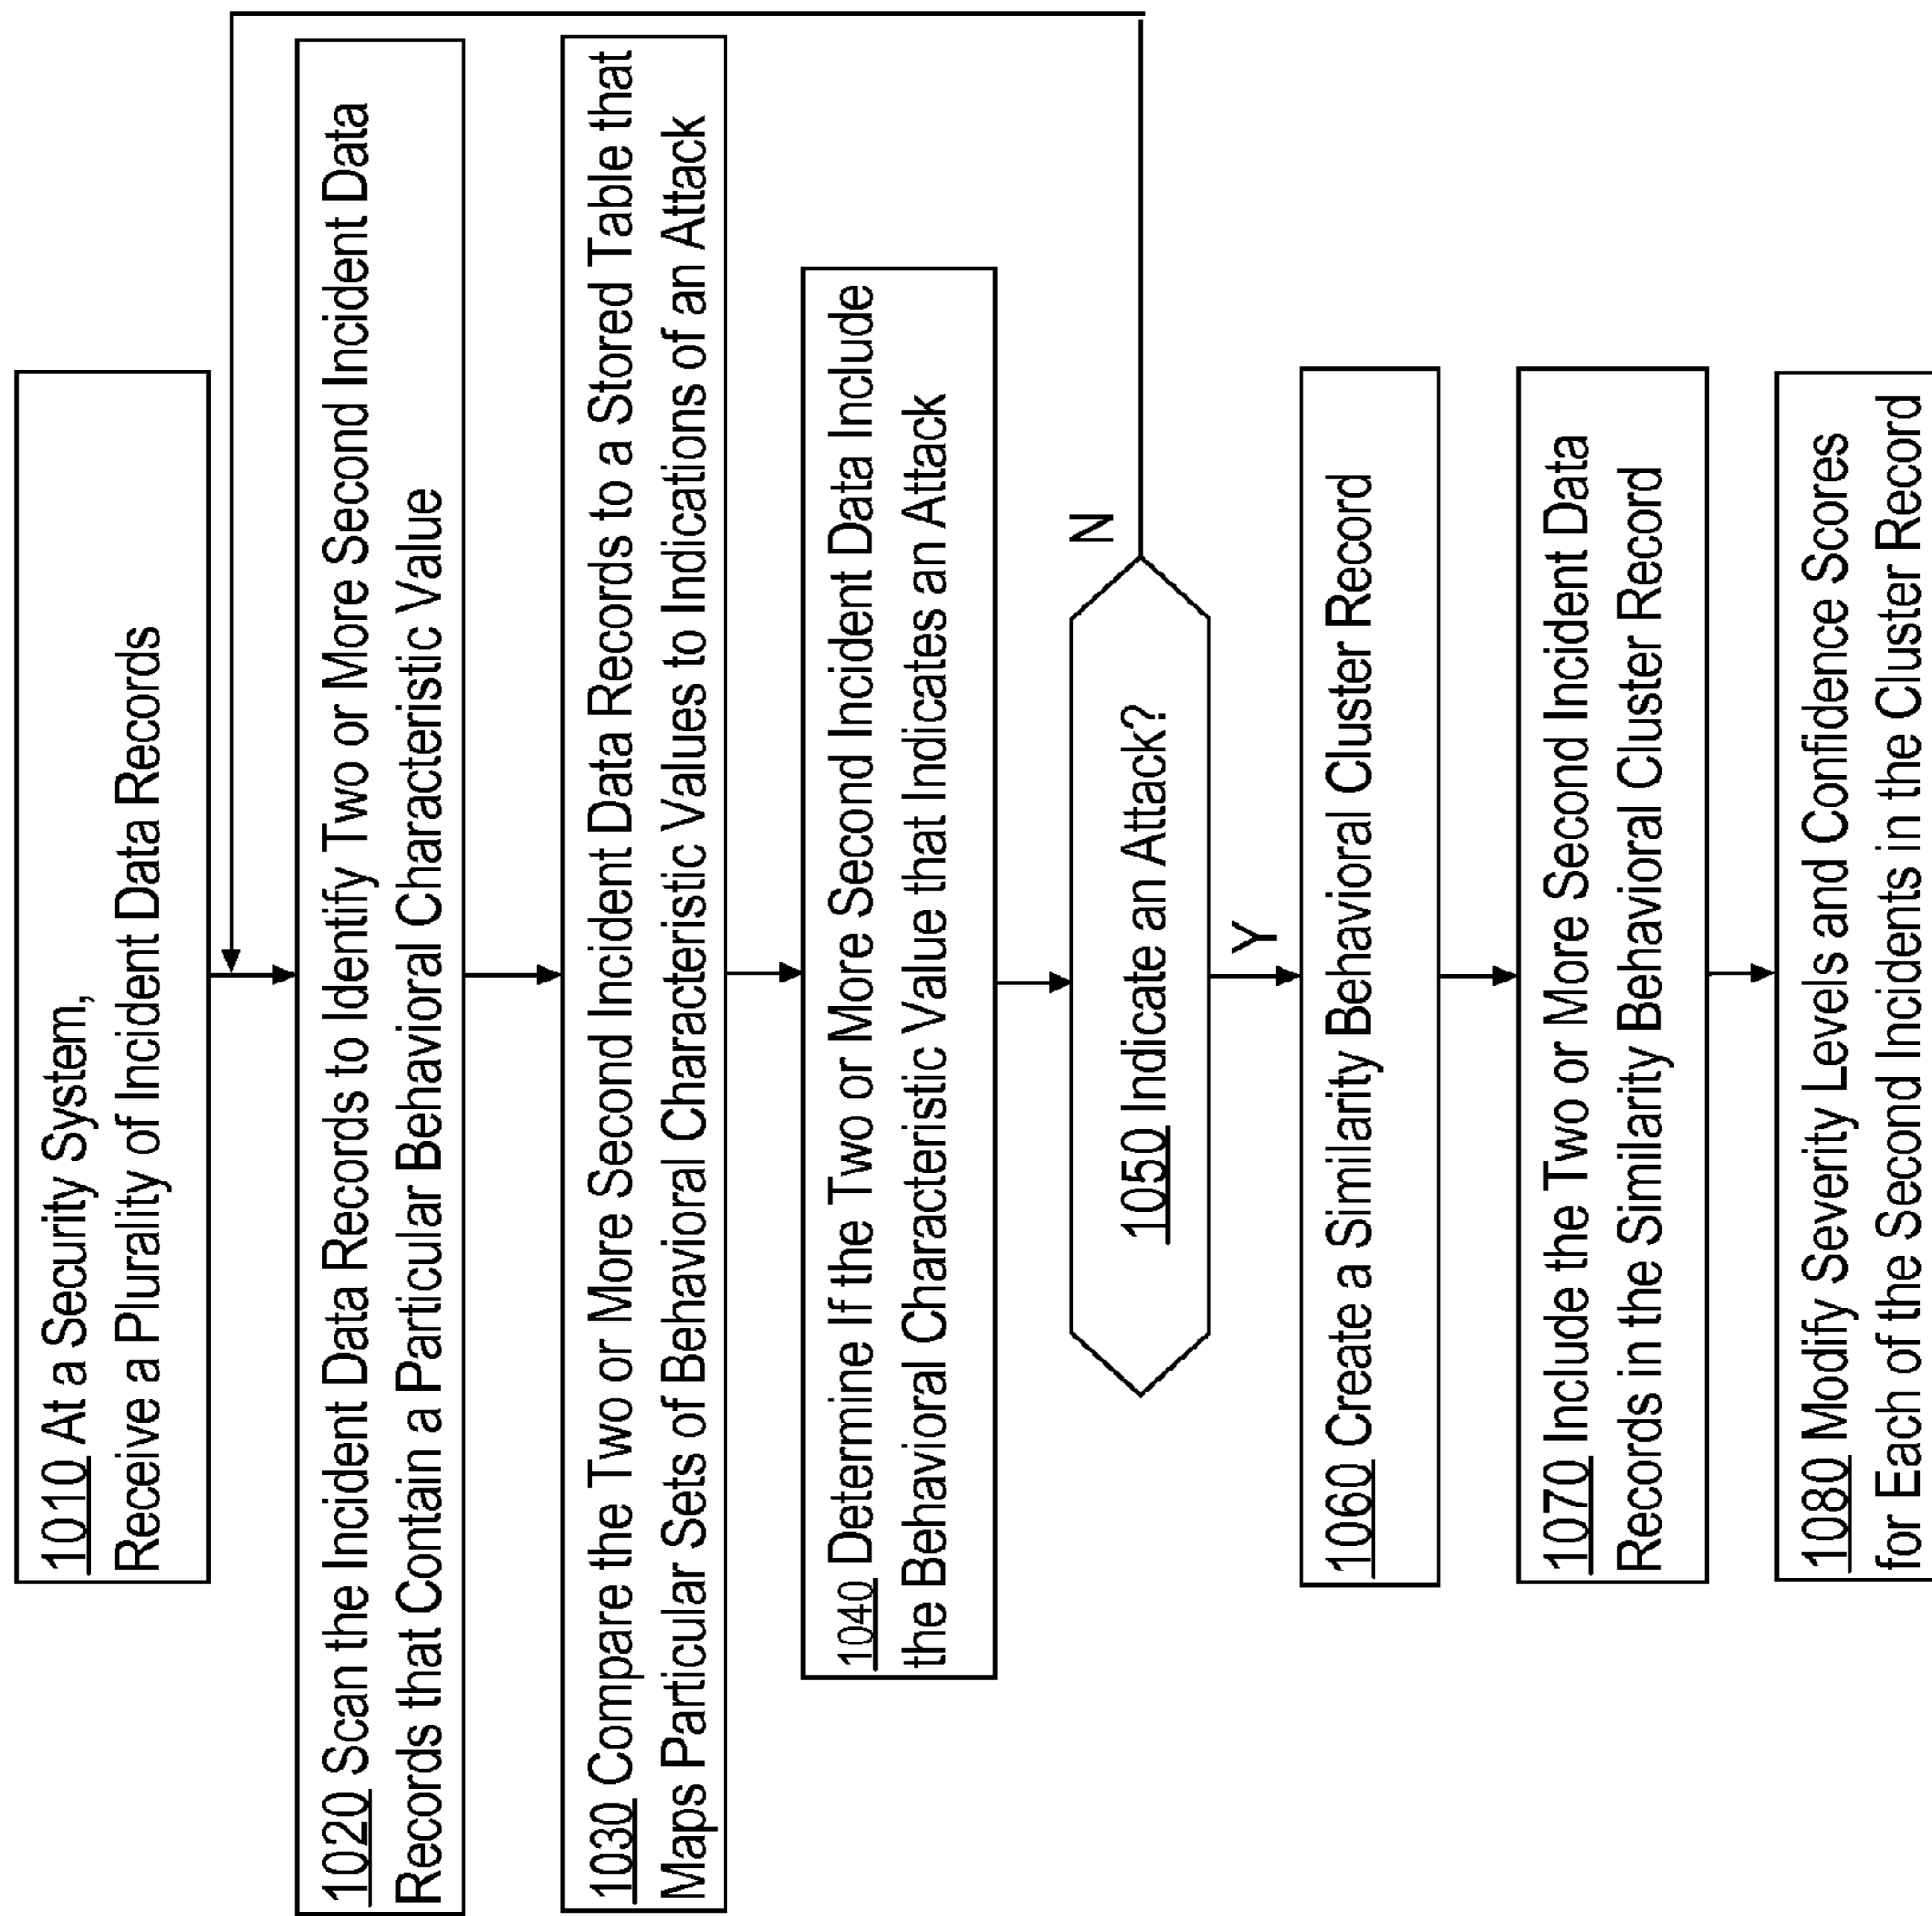 1010 At a Security System,
Receive a Plurality of Incident Data Records
1020 Scan the Incident Data Records to Identify Two or More Second Incident Data
Records that Contain a Particular Behavioral Characteristic Value
1030 Compare the Two or More Second Incident Data Records to a Stored Table that
Maps Particular Sets of Behavioral Characteristic Values to Indications of an Attack
1040 Determine If the Two or More Second Incident Data Include
the Behavioral Characteristic Value that Indicates an Attack
1050 Indicate an Attack?
N
Y
1060 Create a Similarity Behavioral Cluster Record
1070 Include the Two or More Second Incident Data
Records in the Similarity Behavioral Cluster Record
1080 Modify Severity Levels and Confidence Scores
for Each of the Second Incidents in the Cluster Record